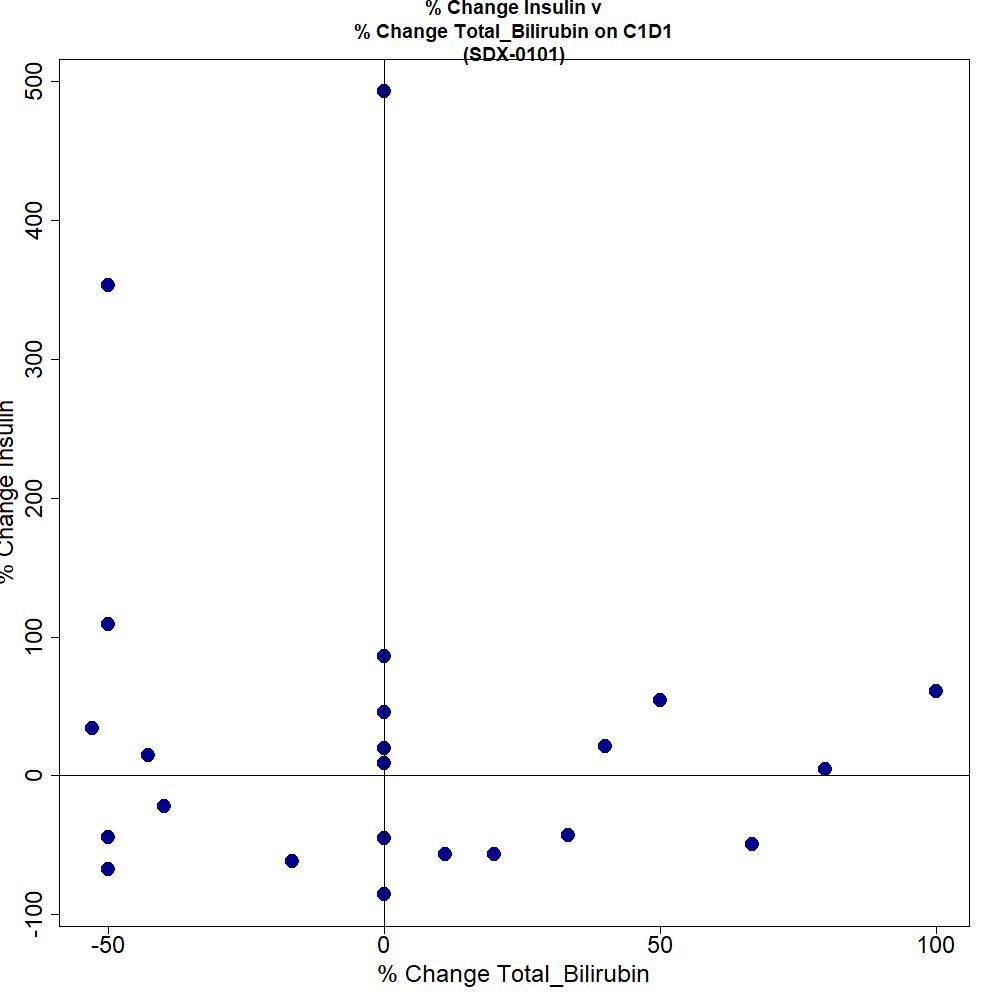 % Change Insulin v
% Change Total_Bilirubin on C1D1
(SDX-0101)
500
400
300
200
100
0
-100
% Change Insulin
-50
0
50
100
% Change Total_Bilirubin